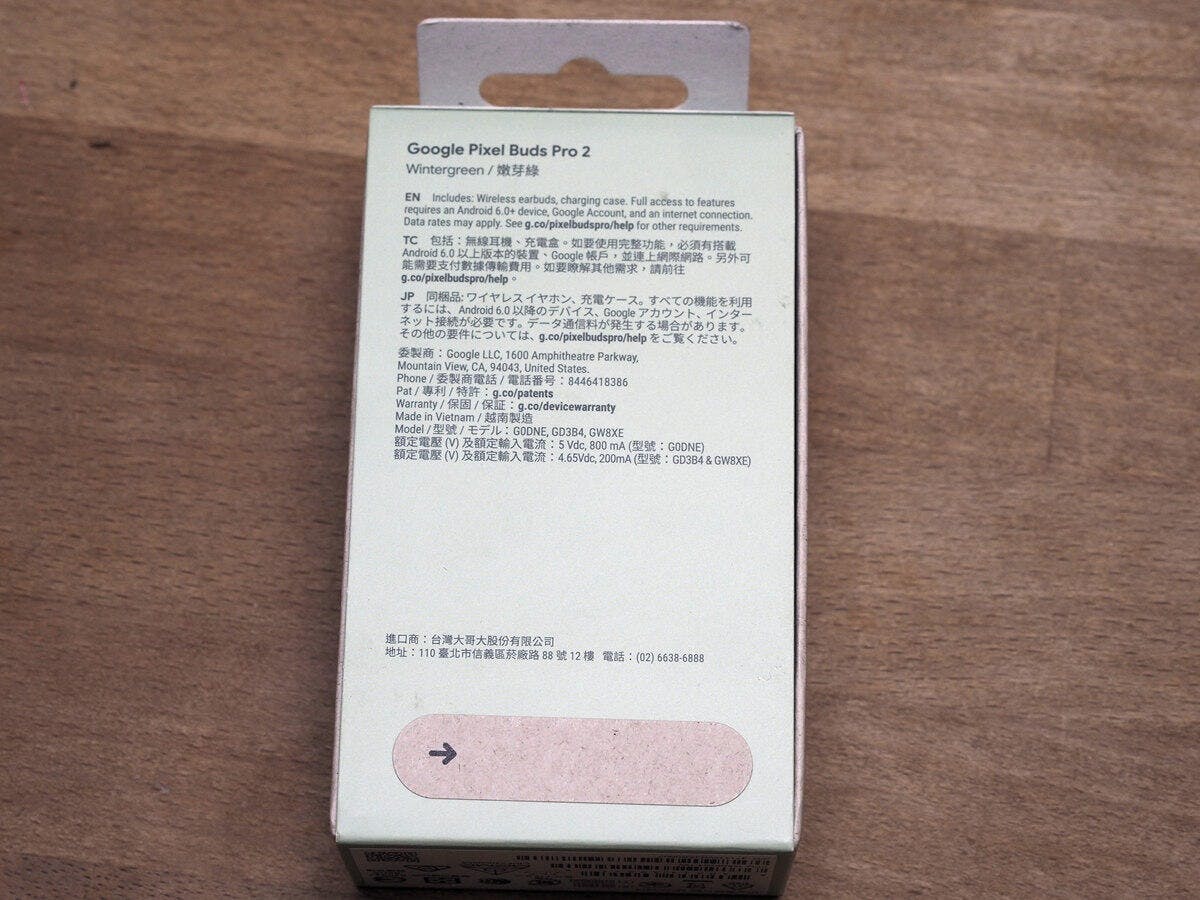 Google Pixel Buds Pro 2
Wintergreen / 嫩芽綠
EN Includes: Wireless earbuds, charging case. Full access to features
requires an Android 6.0+ device, Google Account, and an internet connection.
Data rates may apply. See g.co/pixelbudspro/help for other requirements.
TC 包括：無線耳機、充電盒。如要使用完整功能，必須有搭載
Android 6.0 以上版本的裝置、Google 帳戶，並連上網際網路。另外可
能需要支付數據傳輸費用。如要瞭解其他需求，請前往
g.co/pixelbudspro/help。
JP 同梱品: ワイヤレス イヤホン、充電ケース。すべての機能を利用
するには、Android 6.0 以降のデバイス、Google アカウント、インター
ネット接続が必要です。データ通信料が発生する場合があります。
その他の要件については、g.co/pixelbudspro/help をご覧ください。
委製商：Google LLC, 1600 Amphitheatre Parkway,
Mountain View, CA, 94043, United States.
Phone / 委製商電話 / 電話番号：8446418386
Pat / 專利 / 特許：g.co/patents
Warranty / 保固 / 保証：g.co/devicewarranty
Made in Vietnam / 越南製造
Model / 型號 / モデル：G0DNE, GD3B4, GW8XE
額定電壓 (V) 及額定輸入電流：5 Vdc, 800 mA (型號：G0DNE)
額定電壓 (V) 及額定輸入電流：4.65Vdc, 200mA (型號：GD3B4 & GW8XE)
進口商：台灣大哥大股份有限公司
地址：110 臺北市信義區菸廠路 88 號 12 樓 電話：(02) 6638-6888